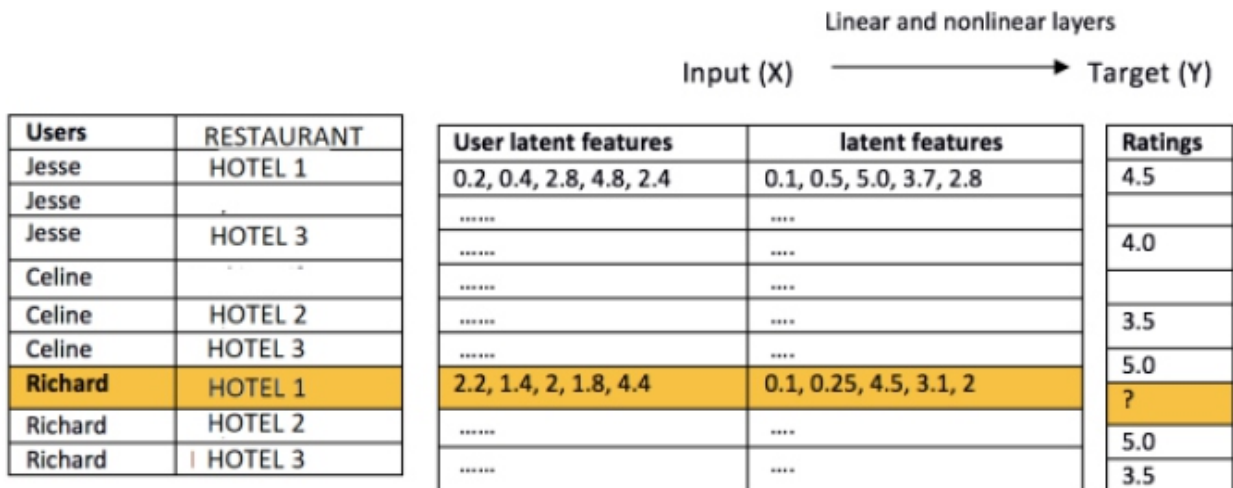 Linear and nonlinear layers
Input (X) Target (Y)
Users RESTAURANT User latent features latent features Ratings
Jesse HOTEL 1 0.2, 0.4, 2.8, 4.8, 2.4 0.1, 0.5, 5.0, 3.7, 2.8 4.5
Jesse ...... ....
Jesse HOTEL 3 ...... .... 4.0
Celine ...... ....
Celine HOTEL 2 ...... .... 3.5
Celine HOTEL 3 ...... .... 5.0
Richard HOTEL 1 2.2, 1.4, 2, 1.8, 4.4 0.1, 0.25, 4.5, 3.1, 2 ?
Richard HOTEL 2 ...... .... 5.0
Richard HOTEL 3 ...... .... 3.5